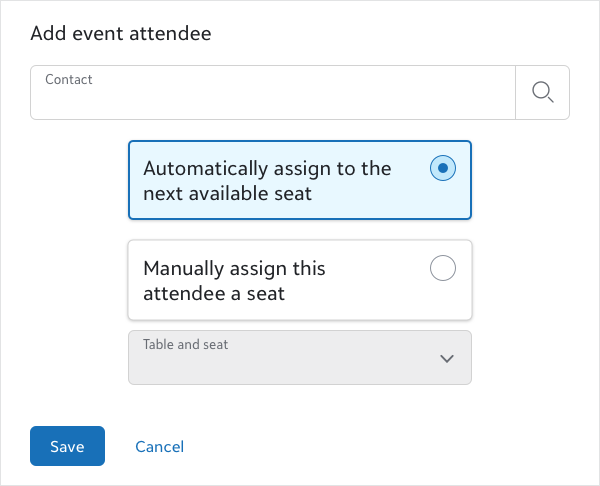 Add event attendee
Contact
Automatically assign to the
next available seat
Manually assign this
attendee a seat
Table and seat
Save
Cancel